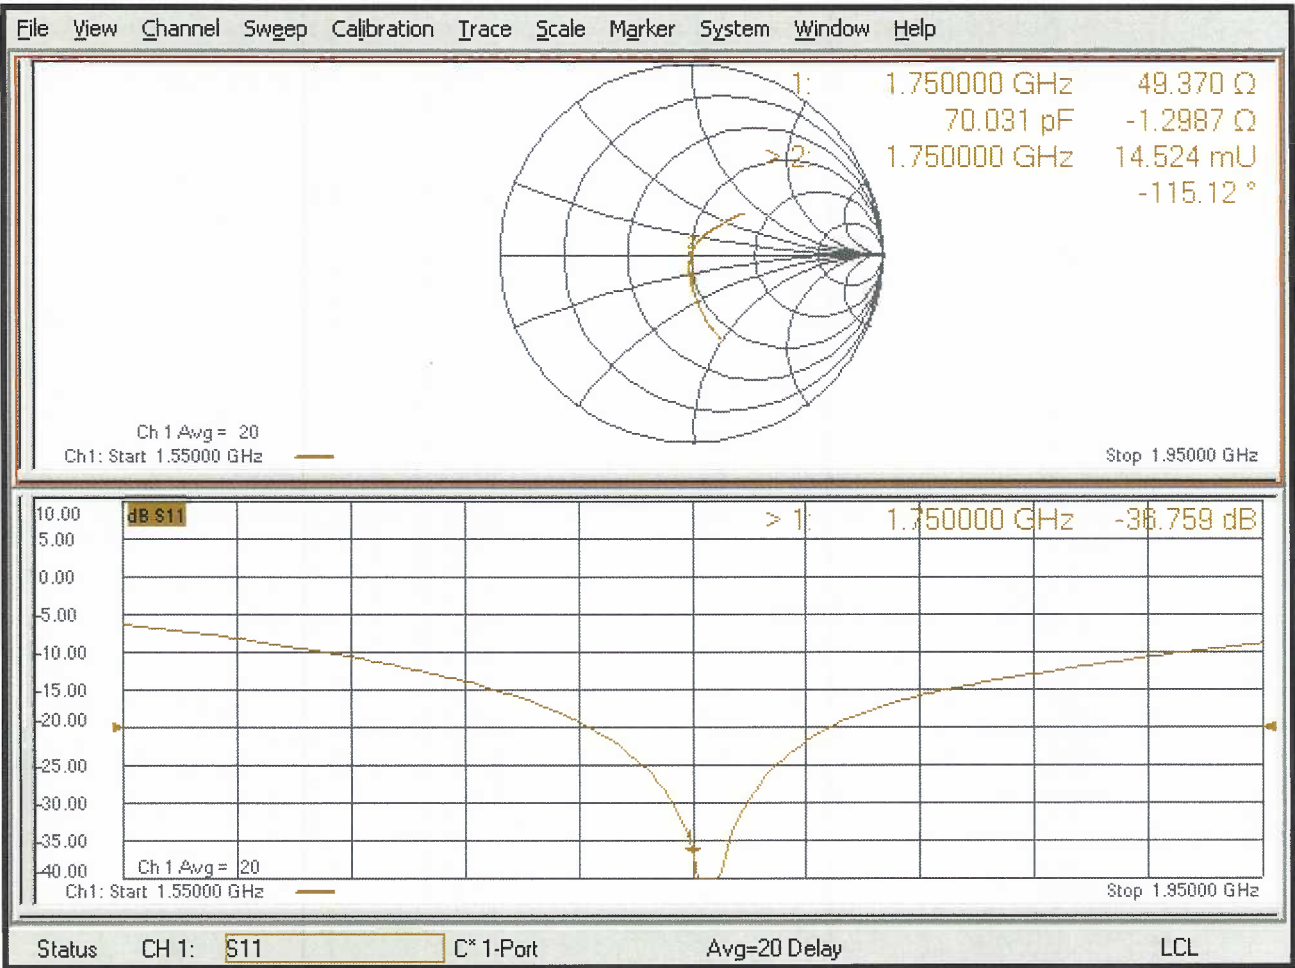 File View Channel Sweep Calibration Trace Scale Marker System Window Help
1: 1.750000 GHz 49.370 Ω
70.031 pF -1.2987 Ω
> 2: 1.750000 GHz 14.524 mU
-115.12 °
Ch 1 Avg = 20
Ch1: Start 1.55000 GHz
Stop 1.95000 GHz
10.00
dB S11
> 1: 1.750000 GHz -36.759 dB
5.00
0.00
-5.00
-10.00
-15.00
-20.00
-25.00
-30.00
-35.00
-40.00
Ch 1 Avg = 20
Ch1: Start 1.55000 GHz
Stop 1.95000 GHz
Status CH 1: S11 C* 1-Port Avg=20 Delay LCL